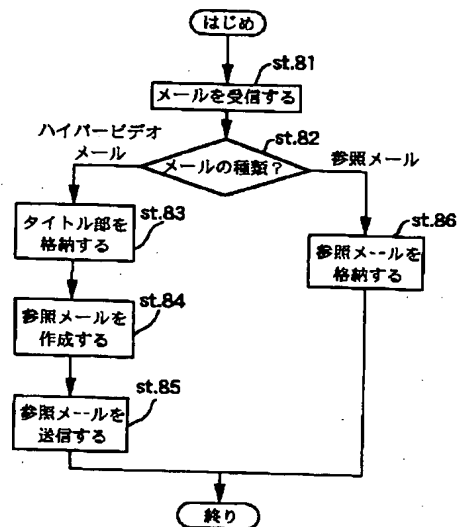 はじめ
st.81
メールを受信する
st.82
ハイパービデオ
メール
メールの種類？
参照メール
st.83
タイトル部を
格納する
st.86
参照メールを
格納する
st.84
参照メールを
作成する
st.85
参照メールを
送信する
終り